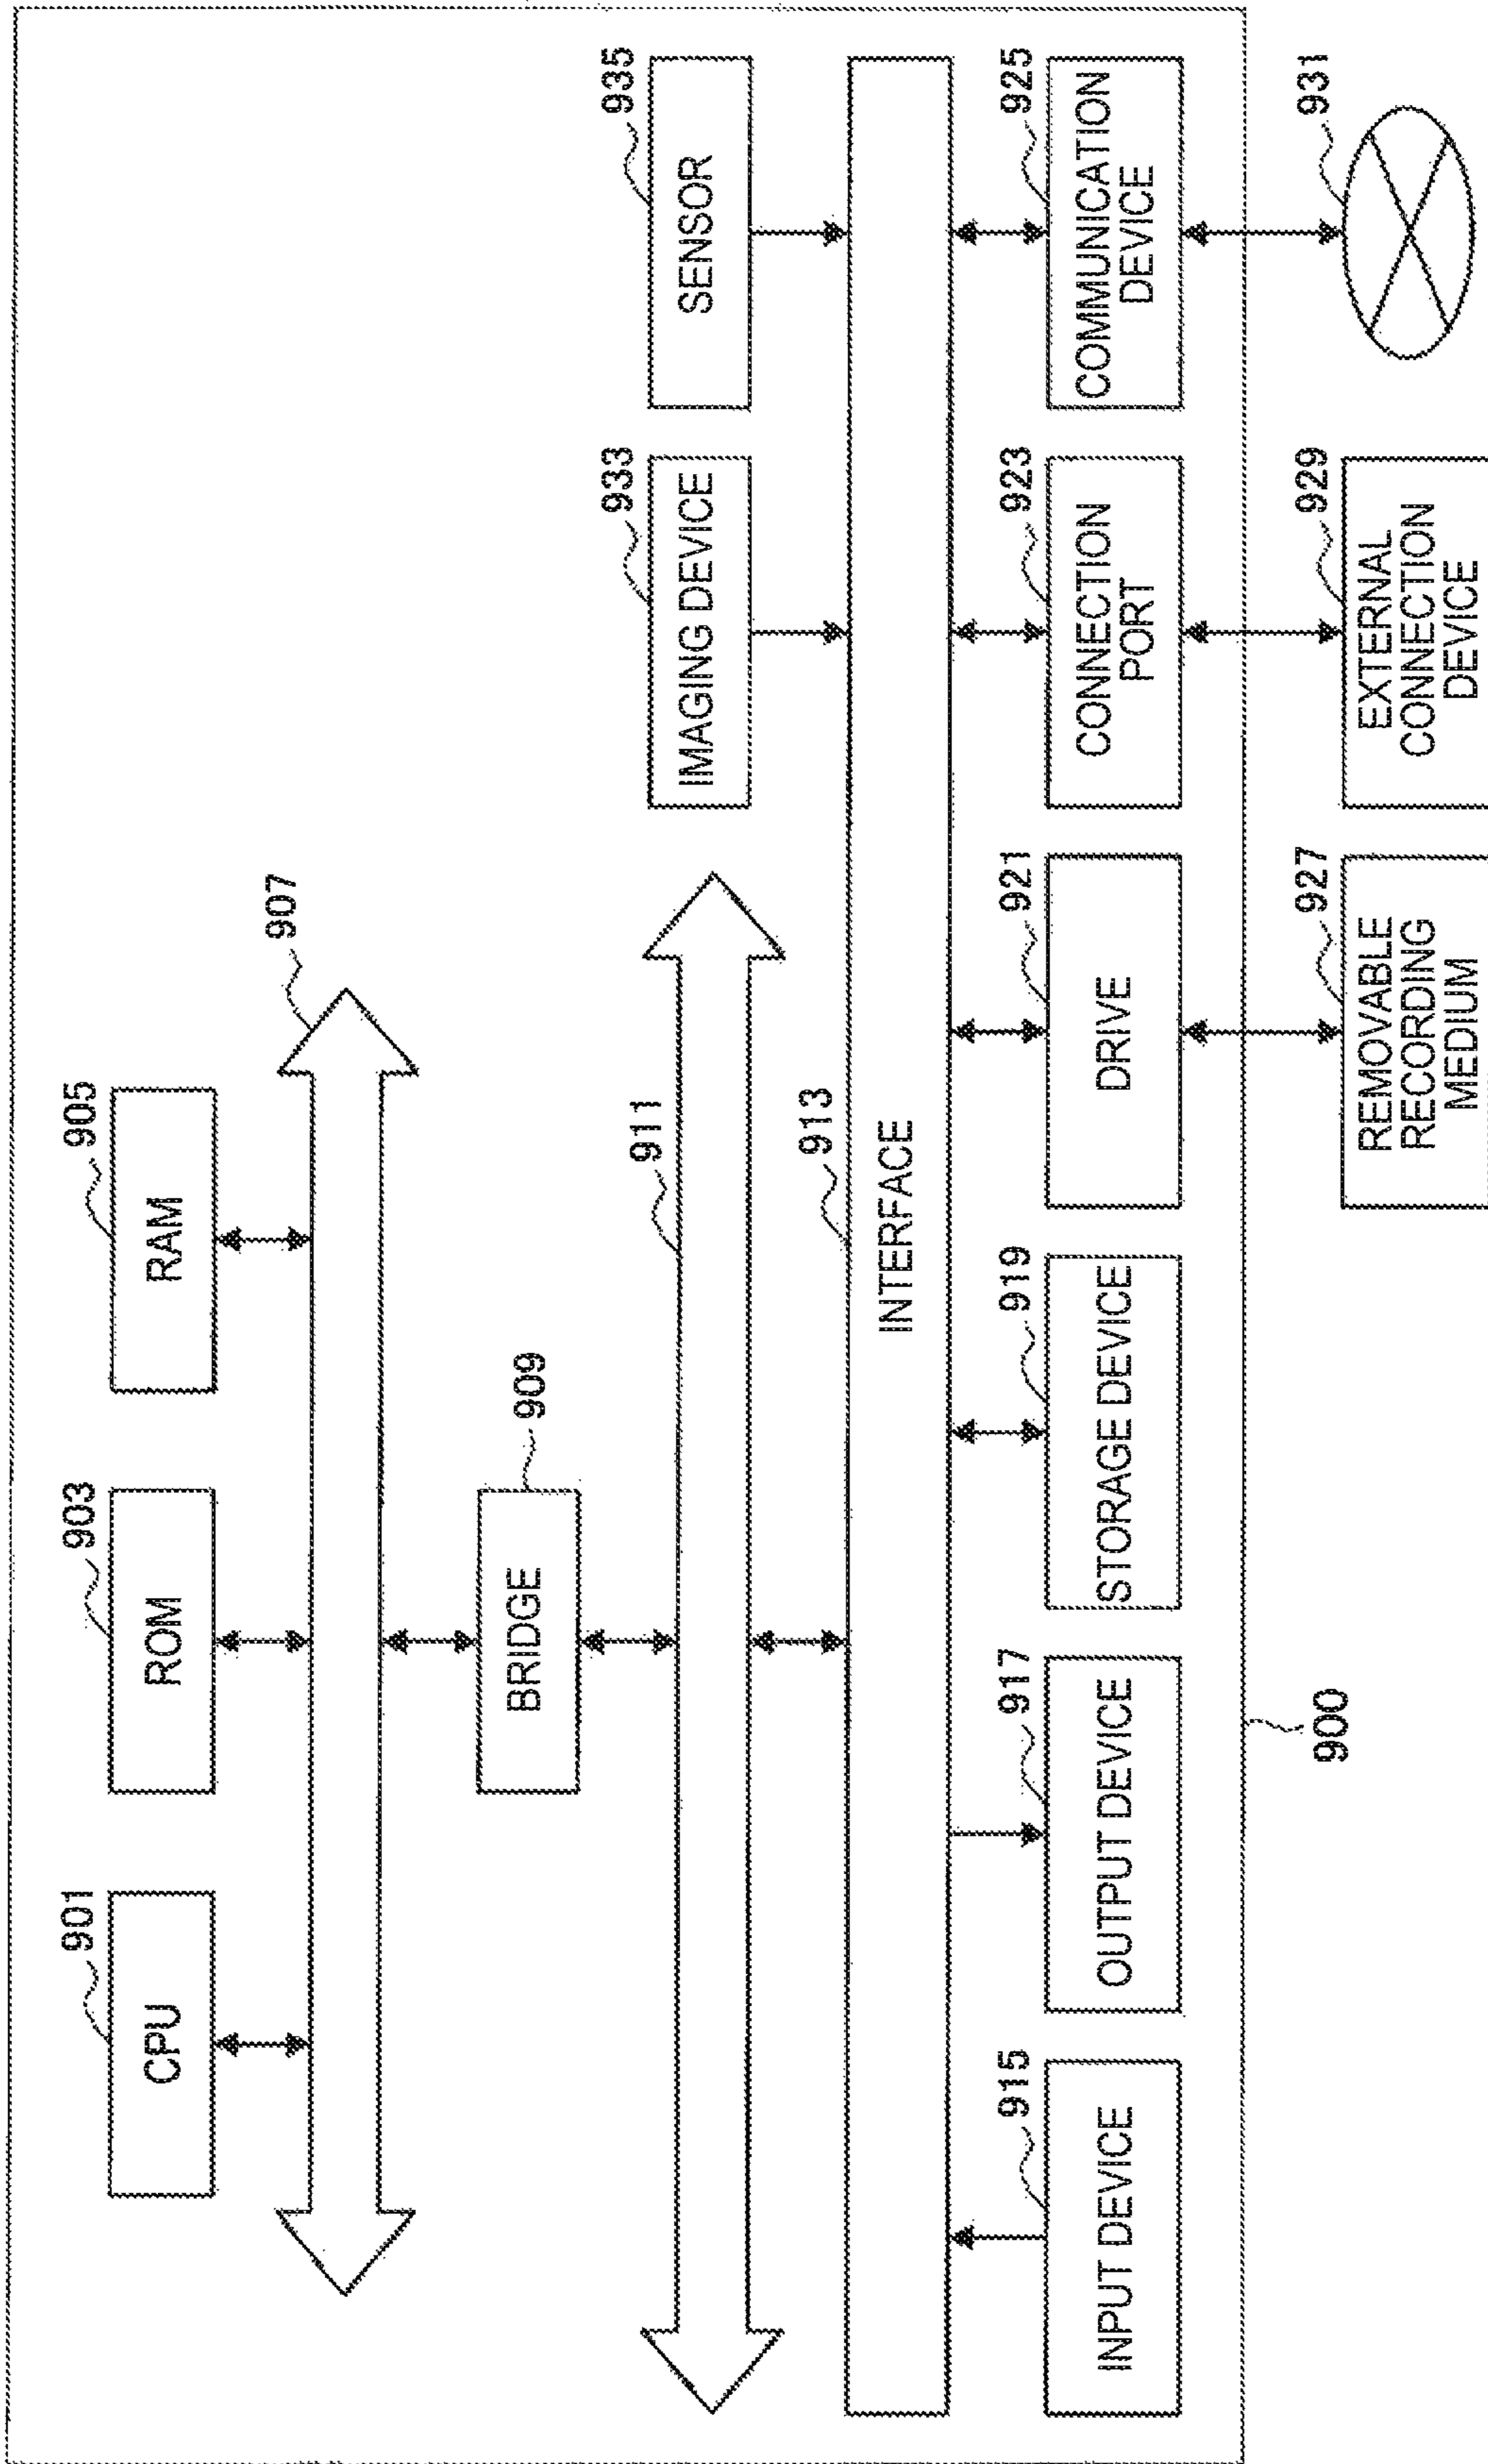 901
CPU
903
ROM
905
RAM
907
909
BRIDGE
911
933
IMAGING DEVICE
935
SENSOR
913
INTERFACE
915
INPUT DEVICE
917
OUTPUT DEVICE
919
STORAGE DEVICE
921
DRIVE
923
CONNECTION
PORT
925
COMMUNICATION
DEVICE
900
927
REMOVABLE
RECORDING
MEDIUM
929
EXTERNAL
CONNECTION
DEVICE
931